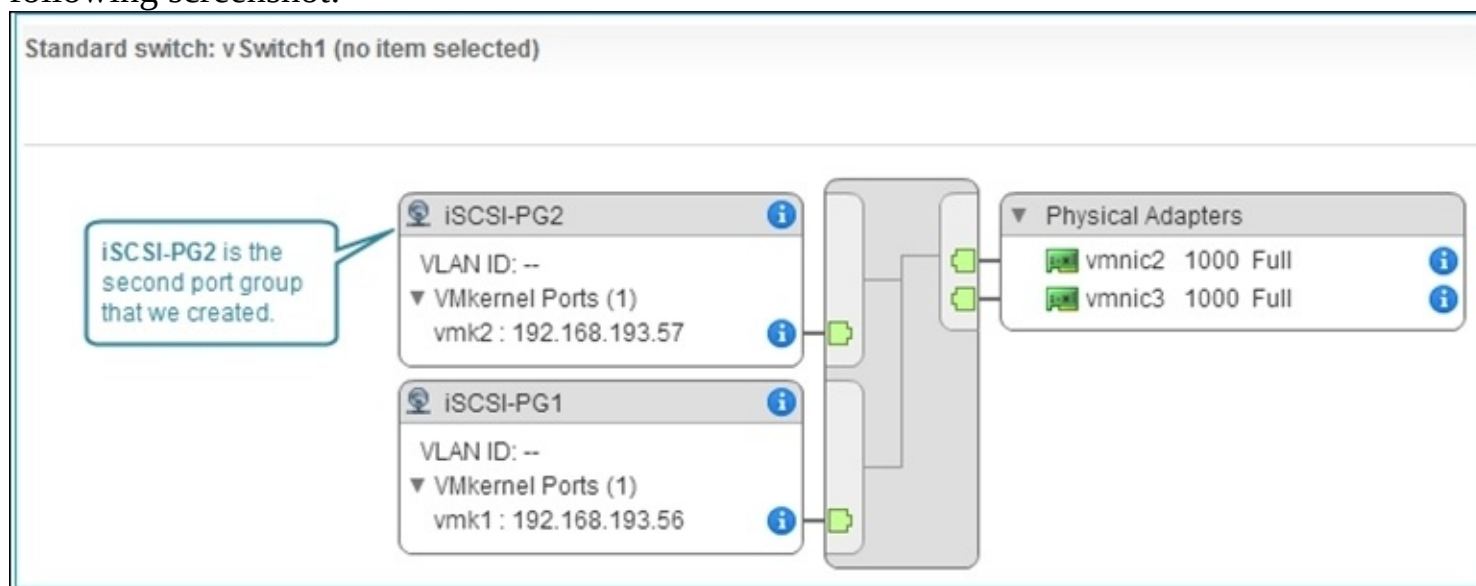 following screenshot:
Standard switch: vSwitch1 (no item selected)
iSCSI-PG2 is the
second port group
that we created.
iSCSI-PG2
VLAN ID: --
VMkernel Ports (1)
vmk2 : 192.168.193.57
iSCSI-PG1
VLAN ID: --
VMkernel Ports (1)
vmk1 : 192.168.193.56
Physical Adapters
vmnic2 1000 Full
vmnic3 1000 Full